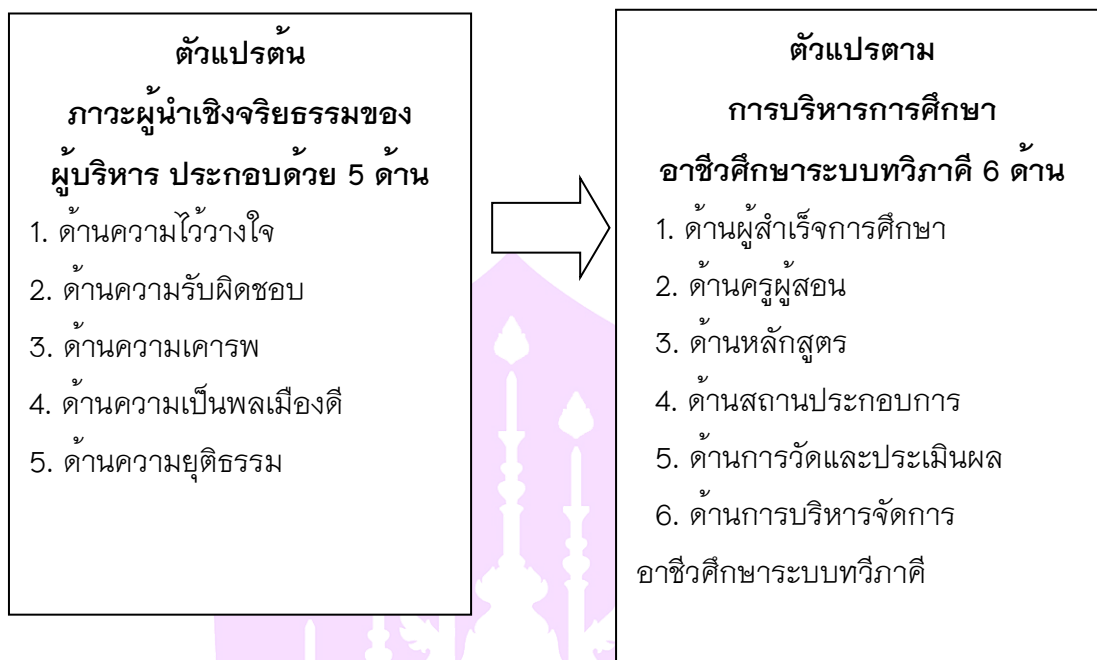 ตัวแปรต้น
ภาวะผู้นำเชิงจริยธรรมของ
ผู้บริหาร ประกอบด้วย 5 ด้าน
1. ด้านความไว้วางใจ
2. ด้านความรับผิดชอบ
3. ด้านความเคารพ
4. ด้านความเป็นพลเมืองดี
5. ด้านความยุติธรรม
ตัวแปรตาม
การบริหารการศึกษา
อาชีวศึกษาระบบทวิภาคี 6 ด้าน
1. ด้านผู้สำเร็จการศึกษา
2. ด้านครูผู้สอน
3. ด้านหลักสูตร
4. ด้านสถานประกอบการ
5. ด้านการวัดและประเมินผล
6. ด้านการบริหารจัดการ
อาชีวศึกษาระบบทวีภาคี